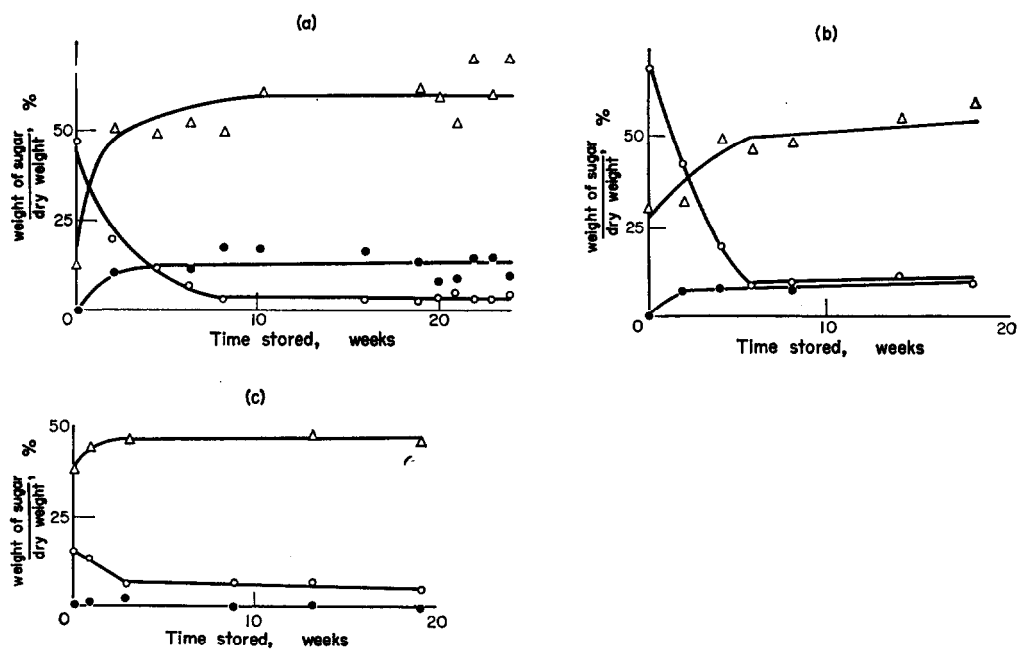 (a)
weight of sugar, %
dry weight
50
25
0
10
20
Time stored, weeks
(b)
weight of sugar, %
dry weight
50
25
0
10
20
Time stored, weeks
(c)
weight of sugar, %
dry weight
50
25
0
10
20
Time stored, weeks